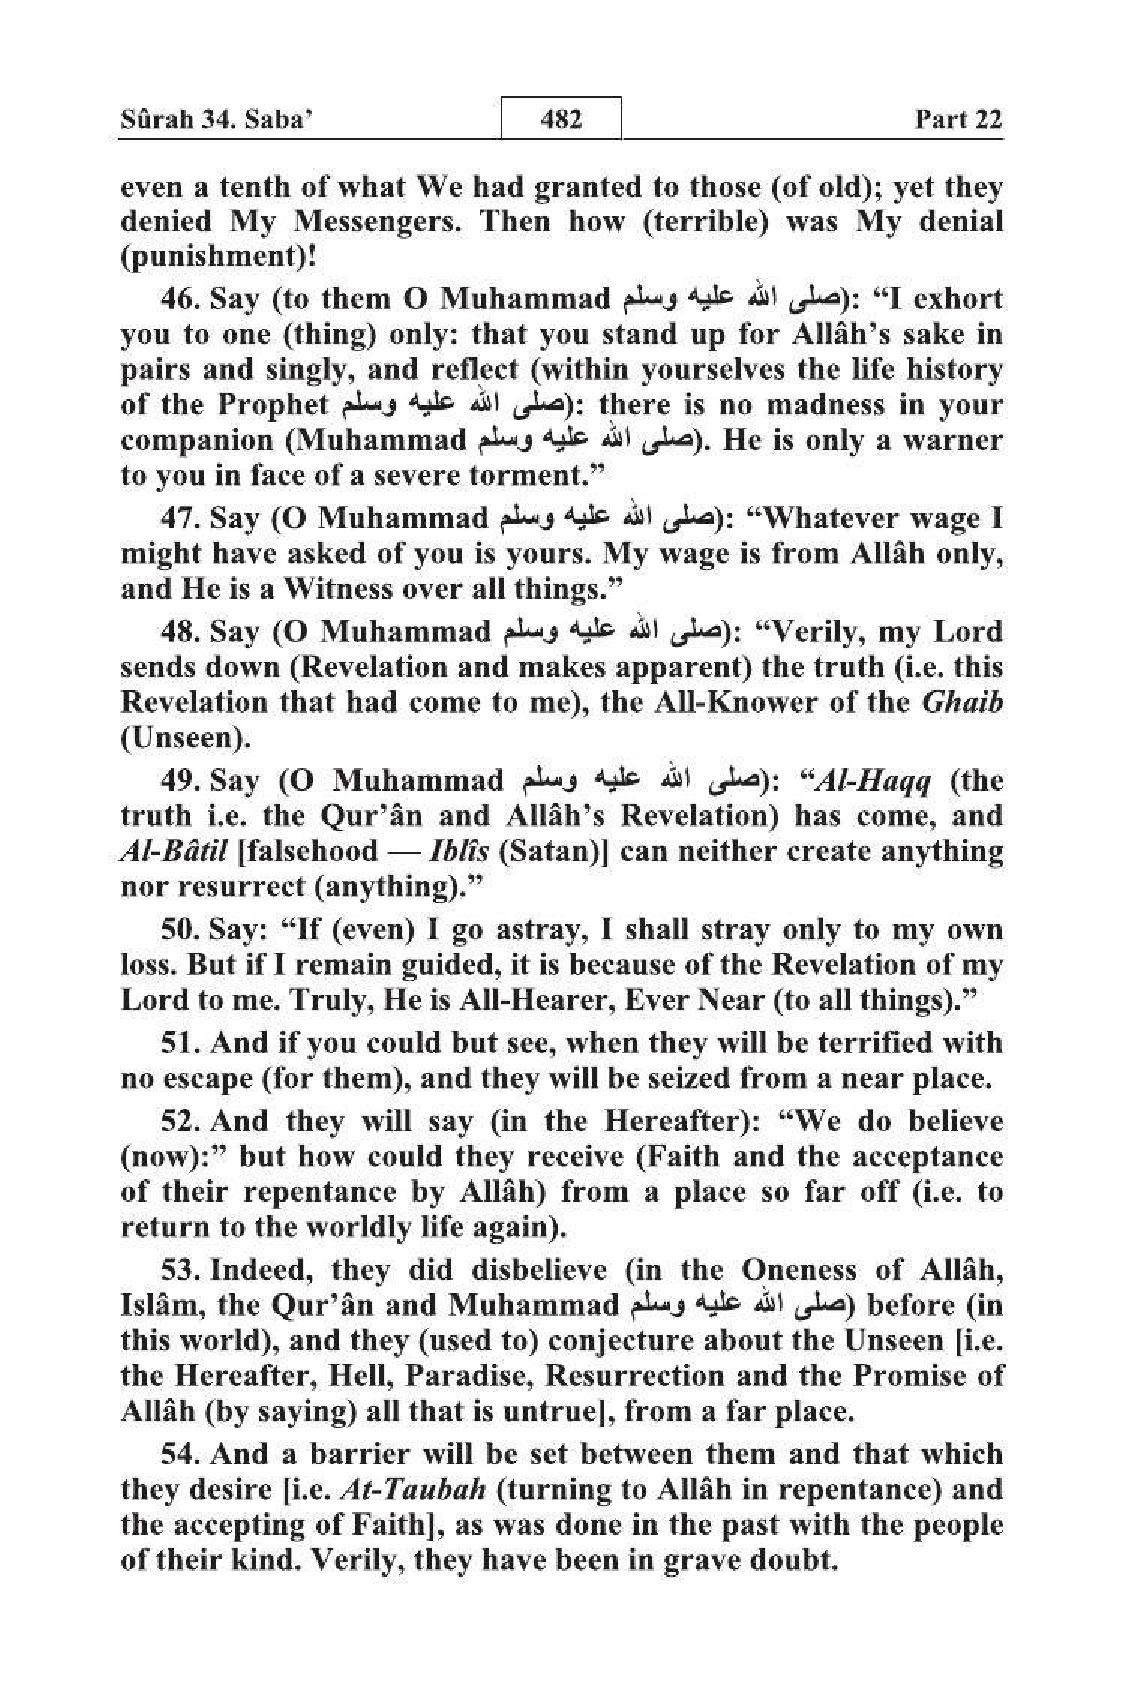 Sûrah 34. Saba’ 482 Part 22
even a tenth of what We had granted to those (of old); yet they
denied My Messengers. Then how (terrible) was My denial
(punishment)!
46. Say (to them O Muhammad صلى الله عليه وسلم): “I exhort
you to one (thing) only: that you stand up for Allâh’s sake in
pairs and singly, and reflect (within yourselves the life history
of the Prophet صلى الله عليه وسلم): there is no madness in your
companion (Muhammad صلى الله عليه وسلم). He is only a warner
to you in face of a severe torment.”
47. Say (O Muhammad صلى الله عليه وسلم): “Whatever wage I
might have asked of you is yours. My wage is from Allâh only,
and He is a Witness over all things.”
48. Say (O Muhammad صلى الله عليه وسلم): “Verily, my Lord
sends down (Revelation and makes apparent) the truth (i.e. this
Revelation that had come to me), the All-Knower of the Ghaib
(Unseen).
49. Say (O Muhammad صلى الله عليه وسلم): “Al-Haqq (the
truth i.e. the Qur’ân and Allâh’s Revelation) has come, and
Al-Bâtil [falsehood — Iblîs (Satan)] can neither create anything
nor resurrect (anything).”
50. Say: “If (even) I go astray, I shall stray only to my own
loss. But if I remain guided, it is because of the Revelation of my
Lord to me. Truly, He is All-Hearer, Ever Near (to all things).”
51. And if you could but see, when they will be terrified with
no escape (for them), and they will be seized from a near place.
52. And they will say (in the Hereafter): “We do believe
(now):” but how could they receive (Faith and the acceptance
of their repentance by Allâh) from a place so far off (i.e. to
return to the worldly life again).
53. Indeed, they did disbelieve (in the Oneness of Allâh,
Islâm, the Qur’ân and Muhammad صلى الله عليه وسلم) before (in
this world), and they (used to) conjecture about the Unseen [i.e.
the Hereafter, Hell, Paradise, Resurrection and the Promise of
Allâh (by saying) all that is untrue], from a far place.
54. And a barrier will be set between them and that which
they desire [i.e. At-Taubah (turning to Allâh in repentance) and
the accepting of Faith], as was done in the past with the people
of their kind. Verily, they have been in grave doubt.